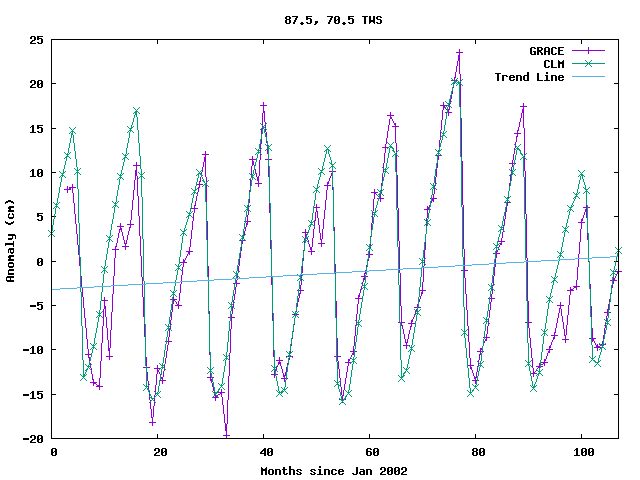 87.5, 70.5 TWS
GRACE
CLM
Trend Line
Anomaly (cm)
25
20
15
10
5
0
-5
-10
-15
-20
0 20 40 60 80 100
Months since Jan 2002